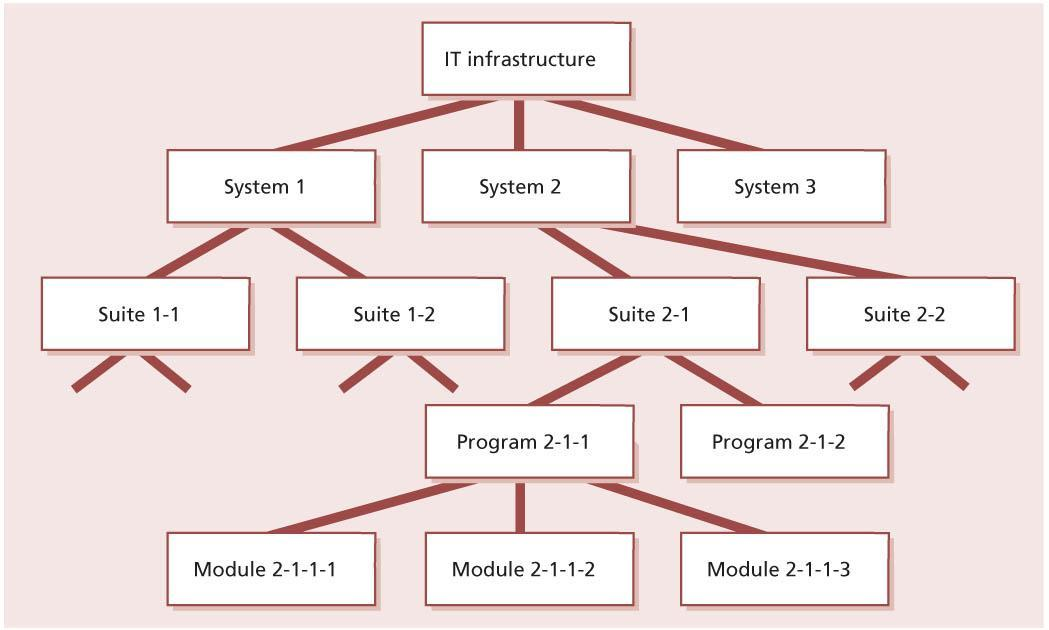 IT infrastructure
System 1
System 2
System 3
Suite 1-1
Suite 1-2
Suite 2-1
Suite 2-2
Program 2-1-1
Program 2-1-2
Module 2-1-1-1
Module 2-1-1-2
Module 2-1-1-3